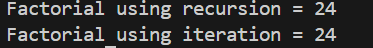 Factorial using recursion = 24
Factorial using iteration = 24